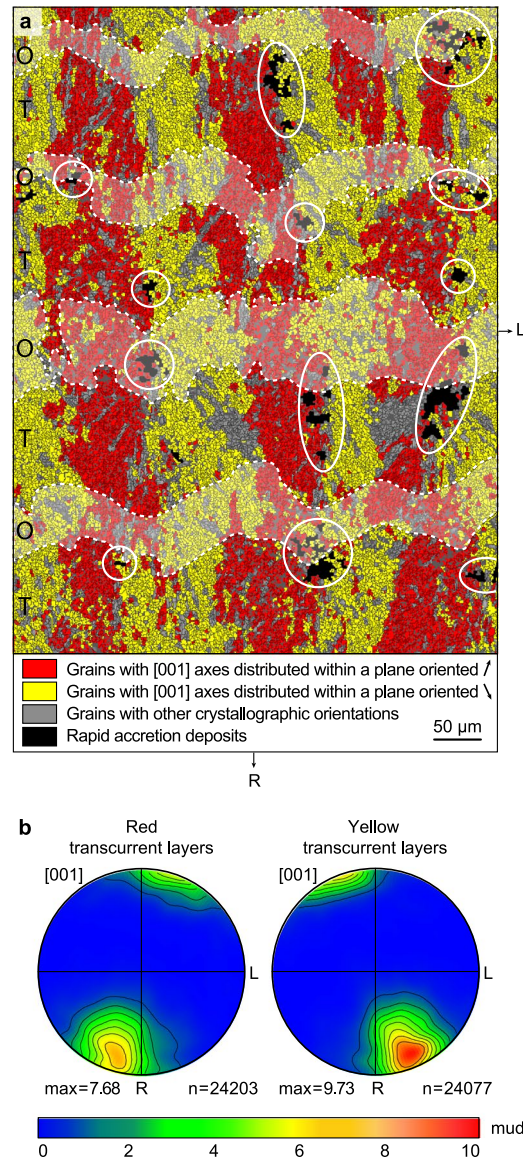 a
O
T
O
T
O
L
T
O
T
Grains with [001] axes distributed within a plane oriented
Grains with [001] axes distributed within a plane oriented
Grains with other crystallographic orientations
Rapid accretion deposits
50 µm
R
b
Red transcurrent layers
Yellow transcurrent layers
[001]
[001]
L
L
max=7.68 R n=24203
max=9.73 R n=24077
mud
0 2 4 6 8 10